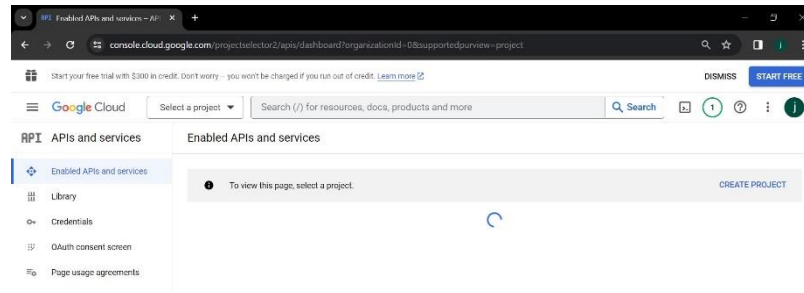 API Enabled APIs and services – API
console.cloud.google.com/projectselector2/apis/dashboard?organizationId=0&supportedpurview=project
Start your free trial with $300 in credit. Don't worry – you won't be charged if you run out of credit. Learn more
DISMISS
START FREE
Google Cloud
Select a project
Search (/) for resources, docs, products and more
Search
1
j
API APIs and services
Enabled APIs and services
Enabled APIs and services
Library
Credentials
OAuth consent screen
Page usage agreements
To view this page, select a project.
CREATE PROJECT